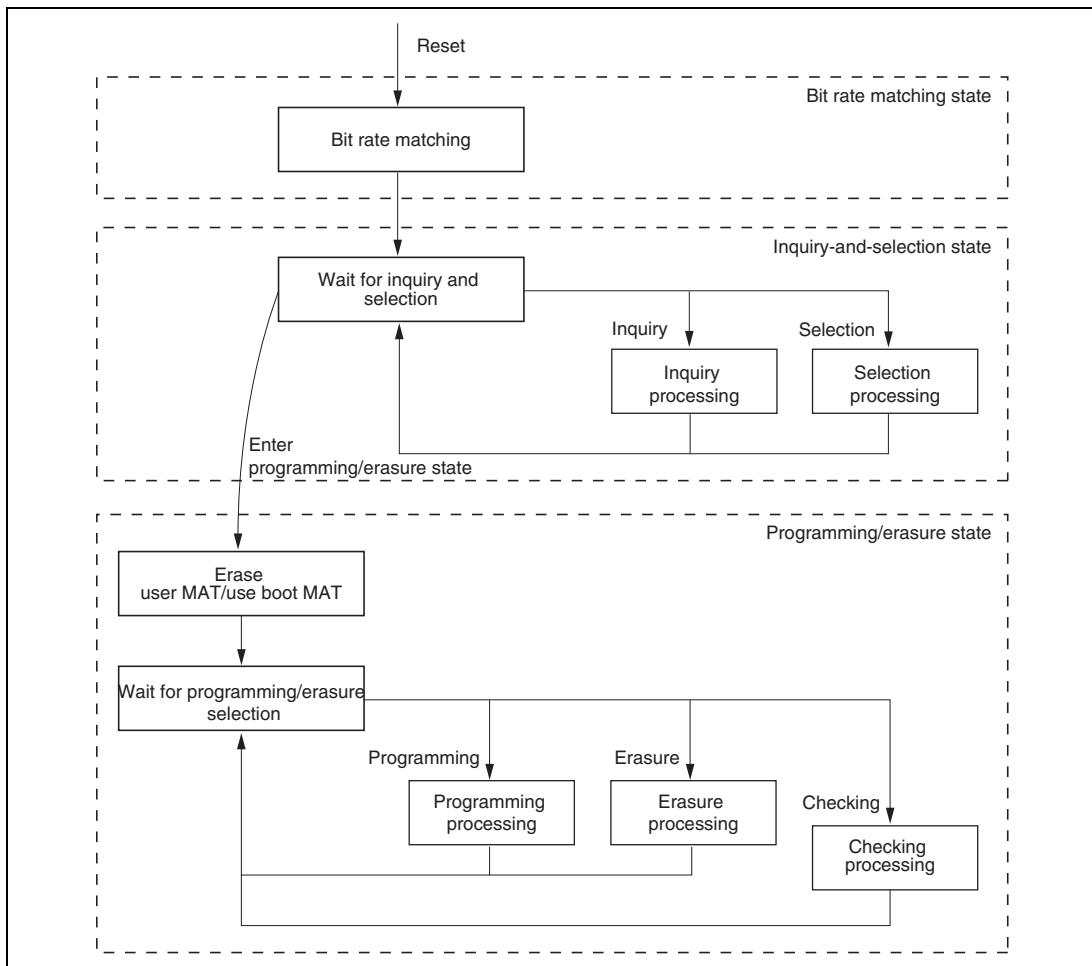 Reset
Bit rate matching state
Bit rate matching
Inquiry-and-selection state
Wait for inquiry and
selection
Inquiry
Selection
Inquiry
processing
Selection
processing
Enter
programming/erasure state
Programming/erasure state
Erase
user MAT/use boot MAT
Wait for programming/erasure
selection
Programming
Erasure
Checking
Programming
processing
Erasure
processing
Checking
processing